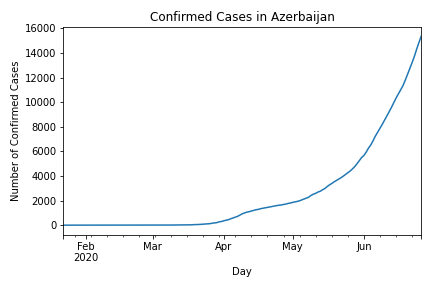 Confirmed Cases in Azerbaijan
Number of Confirmed Cases
16000
14000
12000
10000
8000
6000
4000
2000
0
Feb
2020
Mar
Apr
May
Jun
Day